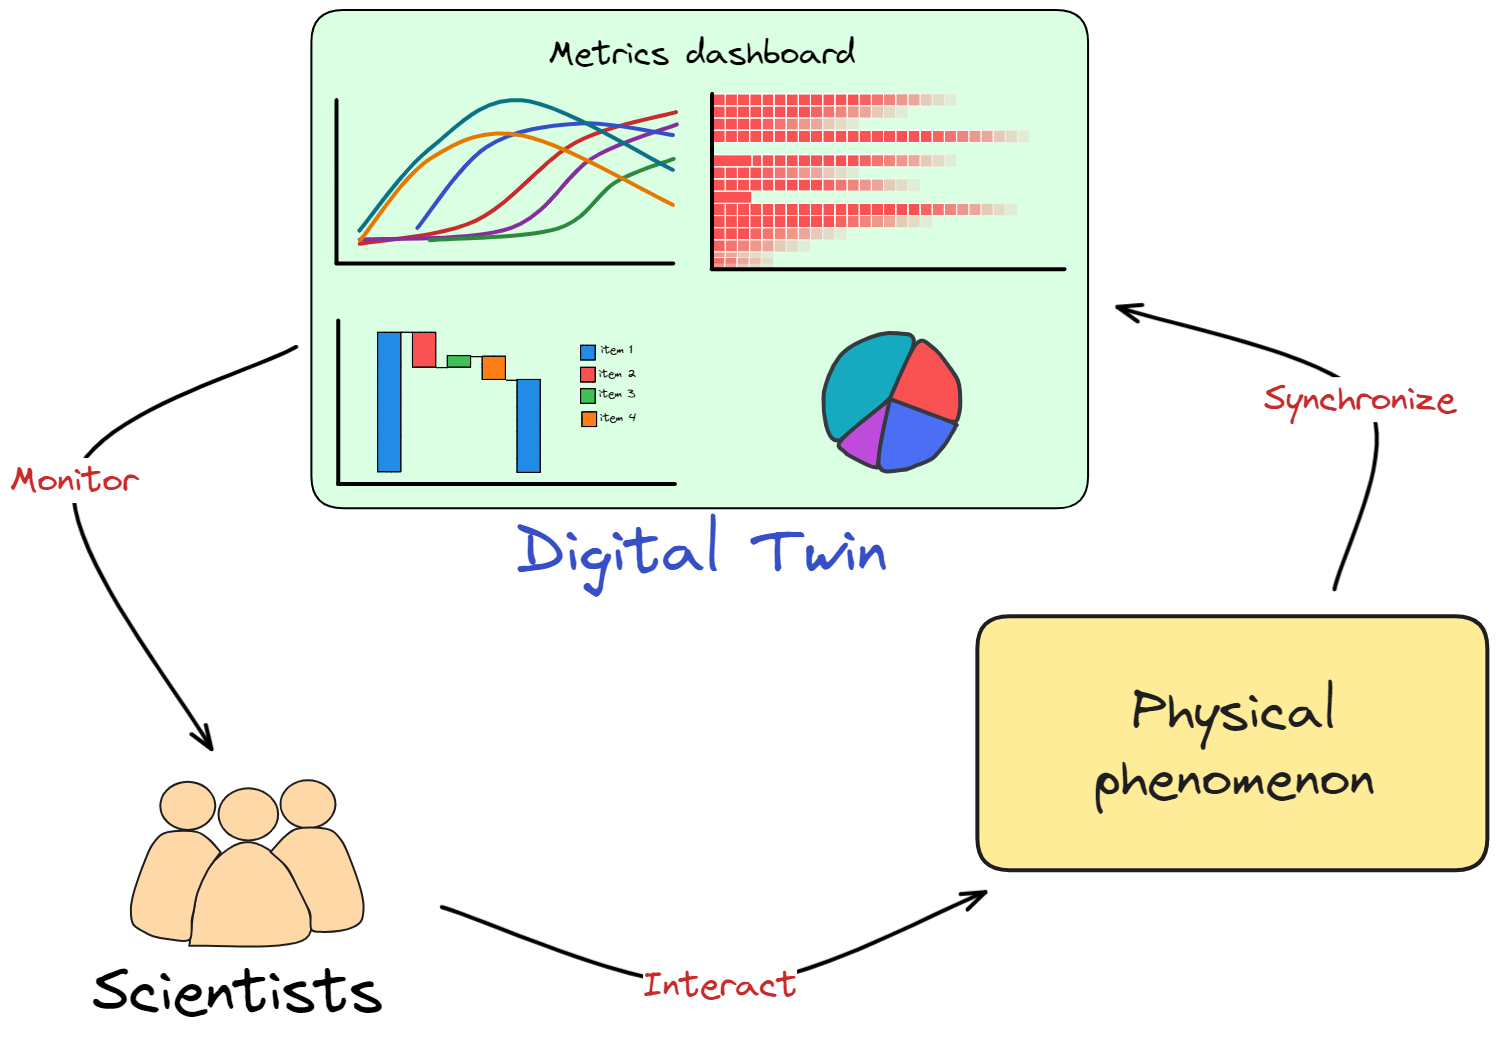 Metrics dashboard
item 1
item 2
item 3
item 4
Digital Twin
Monitor
Synchronize
Physical
phenomenon
Scientists
Interact